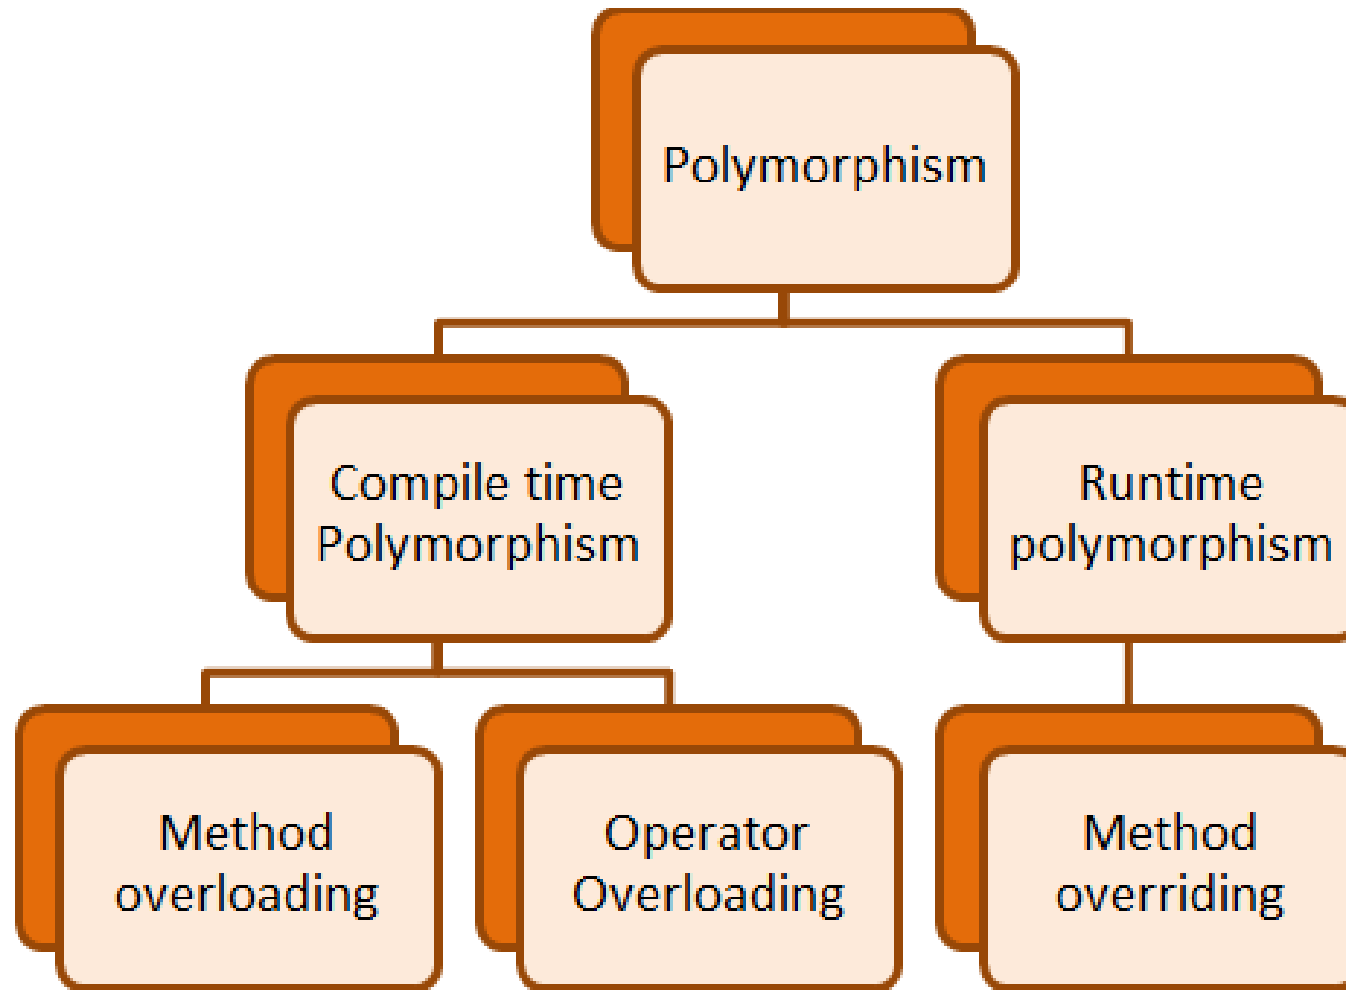 Polymorphism
Compile time
Polymorphism
Runtime
polymorphism
Method
overloading
Operator
Overloading
Method
overriding